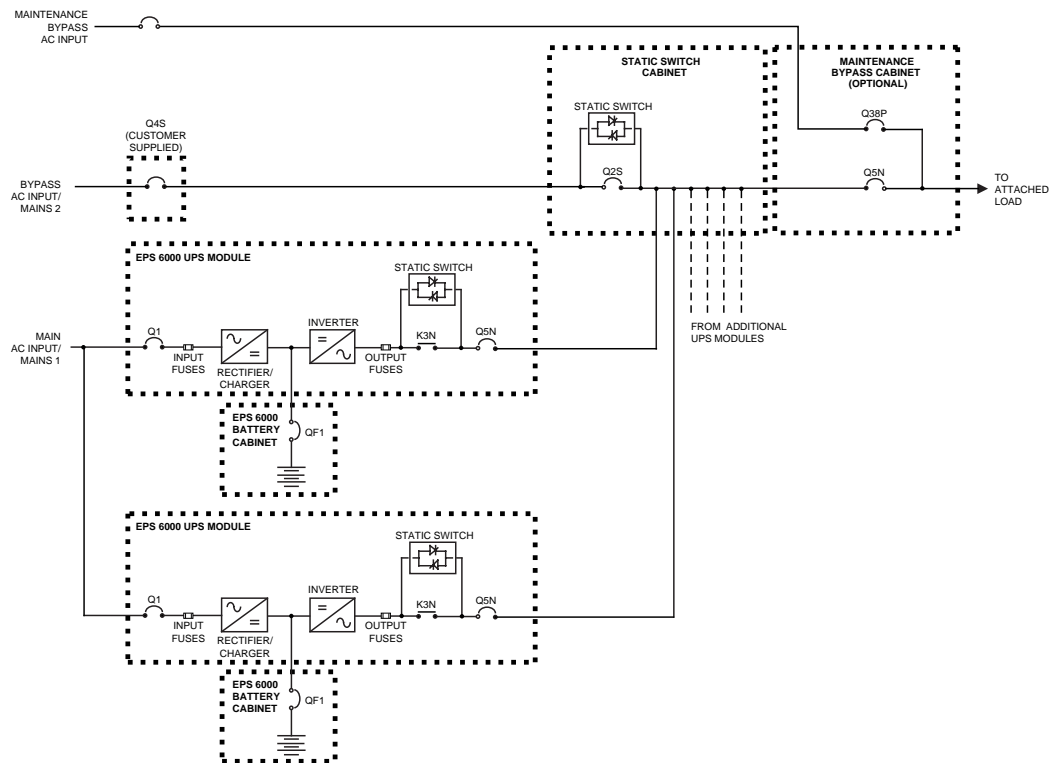 MAINTENANCE
BYPASS
AC INPUT
STATIC SWITCH
CABINET
MAINTENANCE
BYPASS CABINET
(OPTIONAL)
STATIC SWITCH
Q38P
Q4S
(CUSTOMER
SUPPLIED)
BYPASS
AC INPUT/
MAINS 2
Q2S
Q5N
TO
ATTACHED
LOAD
EPS 6000 UPS MODULE
STATIC SWITCH
MAIN
AC INPUT/
MAINS 1
Q1
INPUT
FUSES
RECTIFIER/
CHARGER
INVERTER
OUTPUT
FUSES
K3N
Q5N
FROM ADDITIONAL
UPS MODULES
EPS 6000
BATTERY
CABINET
QF1
EPS 6000 UPS MODULE
STATIC SWITCH
Q1
INPUT
FUSES
RECTIFIER/
CHARGER
INVERTER
OUTPUT
FUSES
K3N
Q5N
EPS 6000
BATTERY
CABINET
QF1